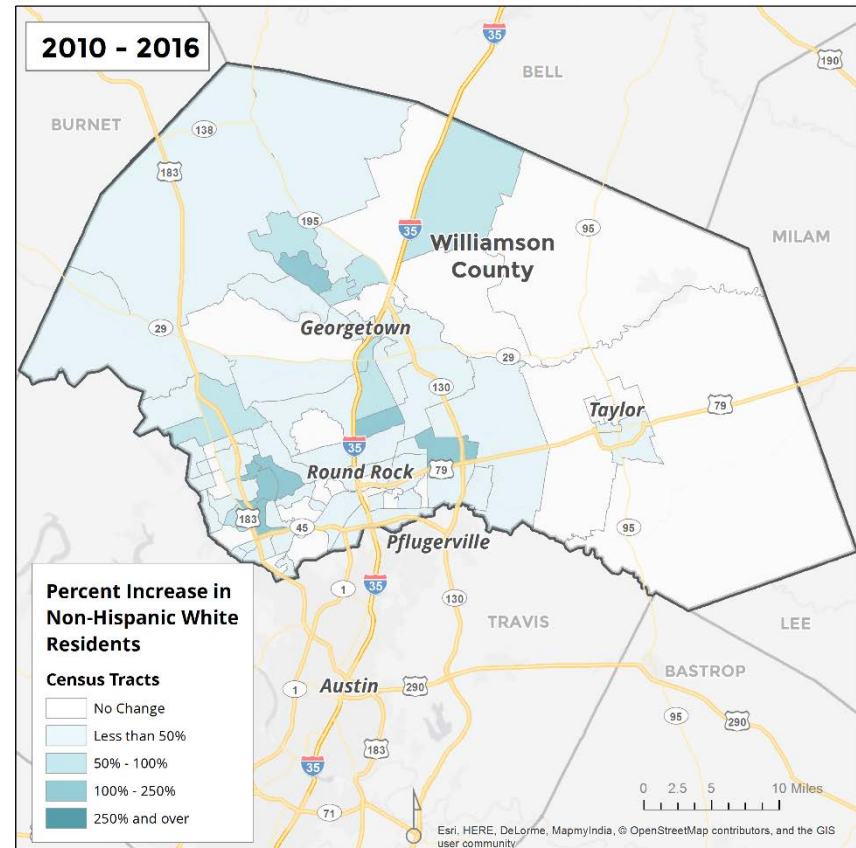 2010 - 2016
35
BELL
190
BURNET
138
183
195
35
95
MILAM
Williamson
County
29
Georgetown
29
130
Taylor
79
35
Round Rock
79
183
45
95
Pflugerville
1
35
130
TRAVIS
LEE
BASTROP
1
Austin
290
95
290
183
35
71
Percent Increase in
Non-Hispanic White
Residents
Census Tracts
No Change
Less than 50%
50% - 100%
100% - 250%
250% and over
0 2.5 5 10 Miles
Esri, HERE, DeLorme, MapmyIndia, © OpenStreetMap contributors, and the GIS
user community